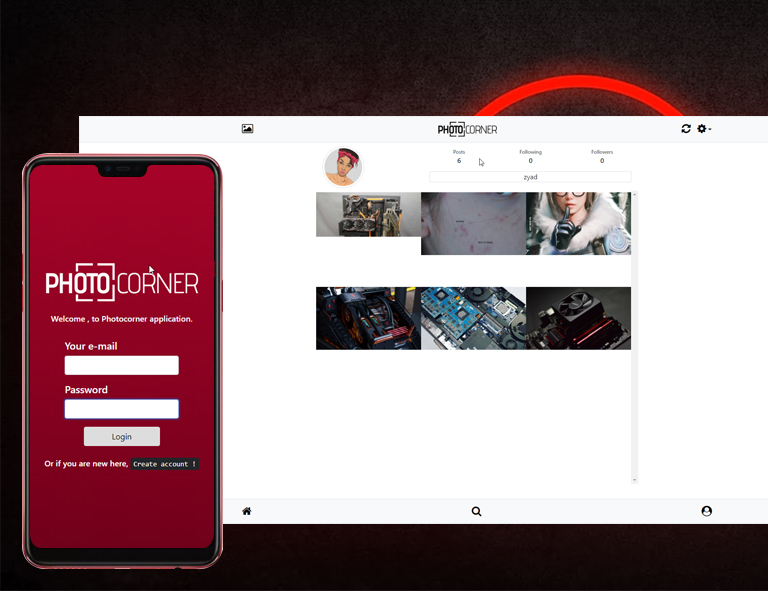 PHOTOCORNER
Posts
Following
Followers
6
0
0
zyad
PHOTOCORNER
Welcome , to Photocorner application.
Your e-mail
Password
Login
Or if you are new here, Create account !